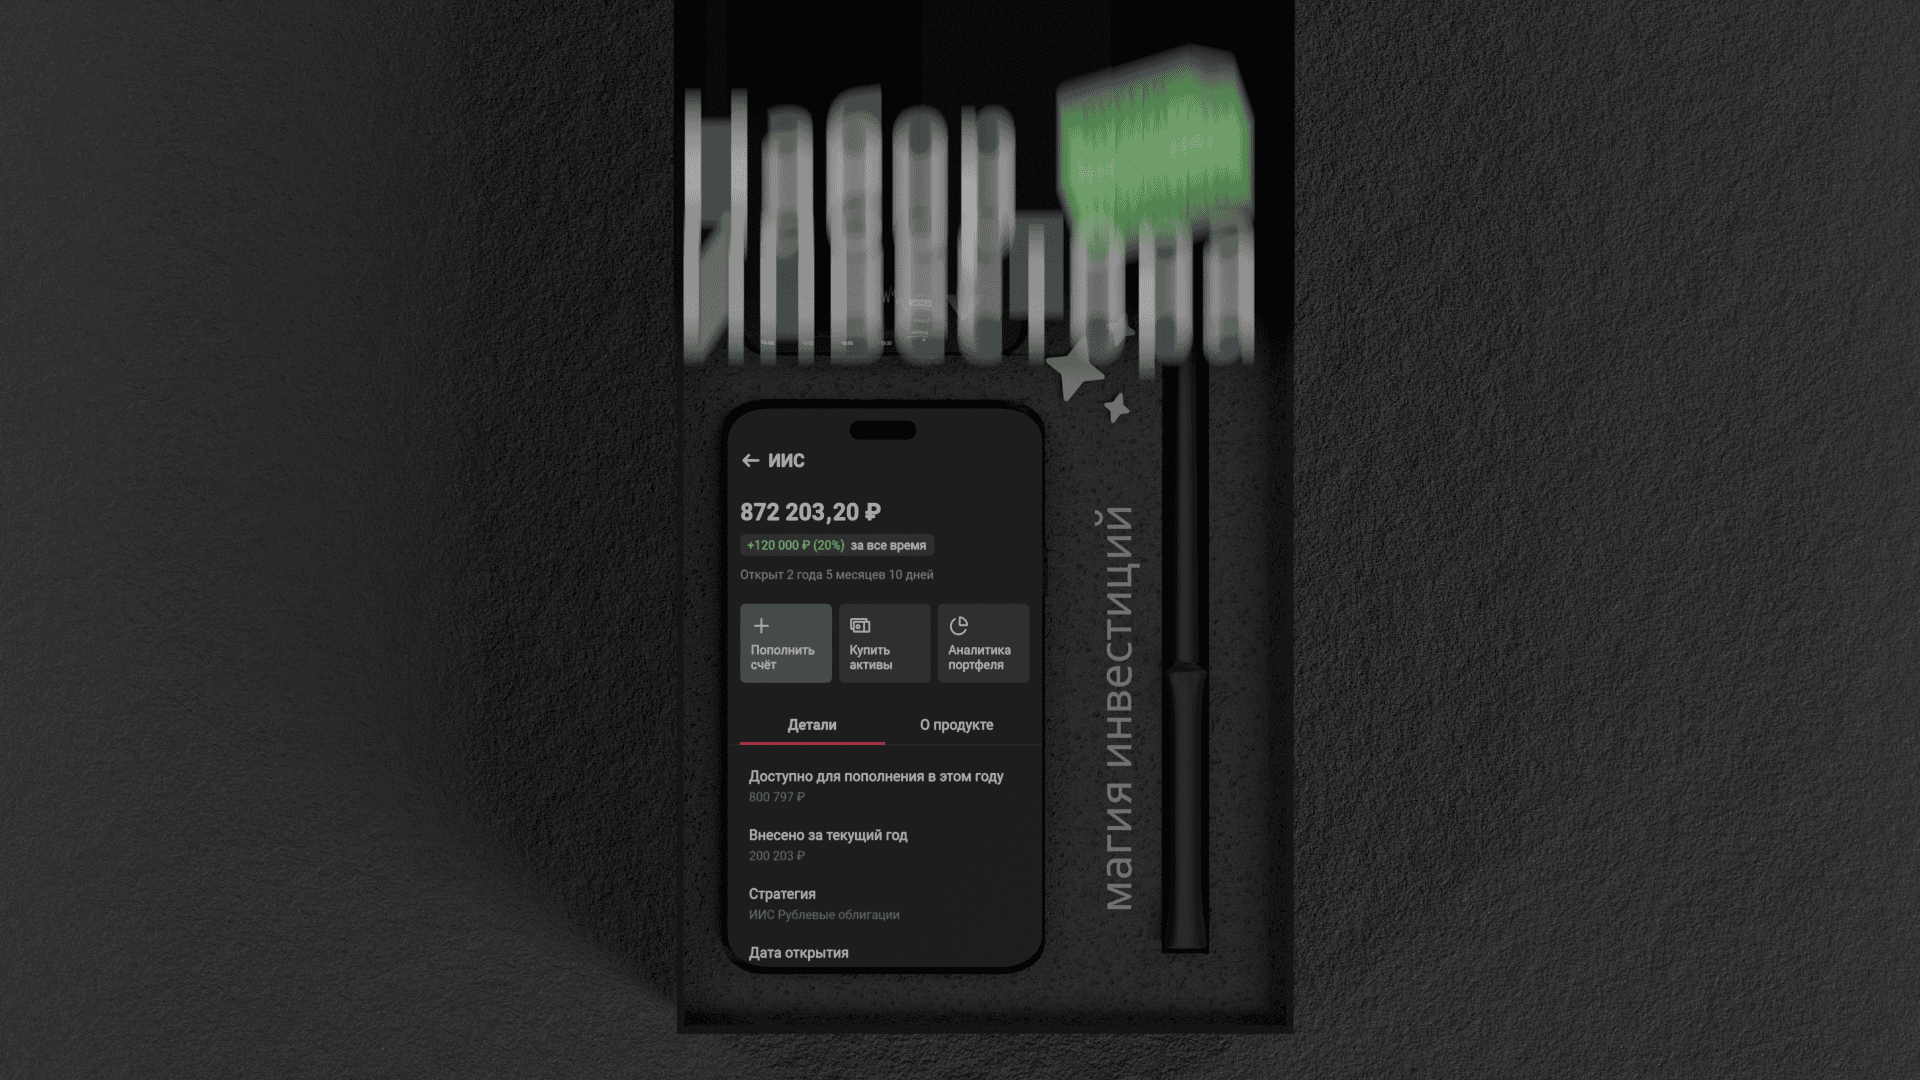 ИИС
872 203,20 ₽
+120 000 ₽ (20%) за все время
Открыт 2 года 5 месяцев 10 дней
Пополнить
счёт
Купить
активы
Аналитика
портфеля
Детали
О продукте
Доступно для пополнения в этом году
800 797 ₽
Внесено за текущий год
200 203 ₽
Стратегия
ИИС Рублевые облигации
Дата открытия
магия инвестиций